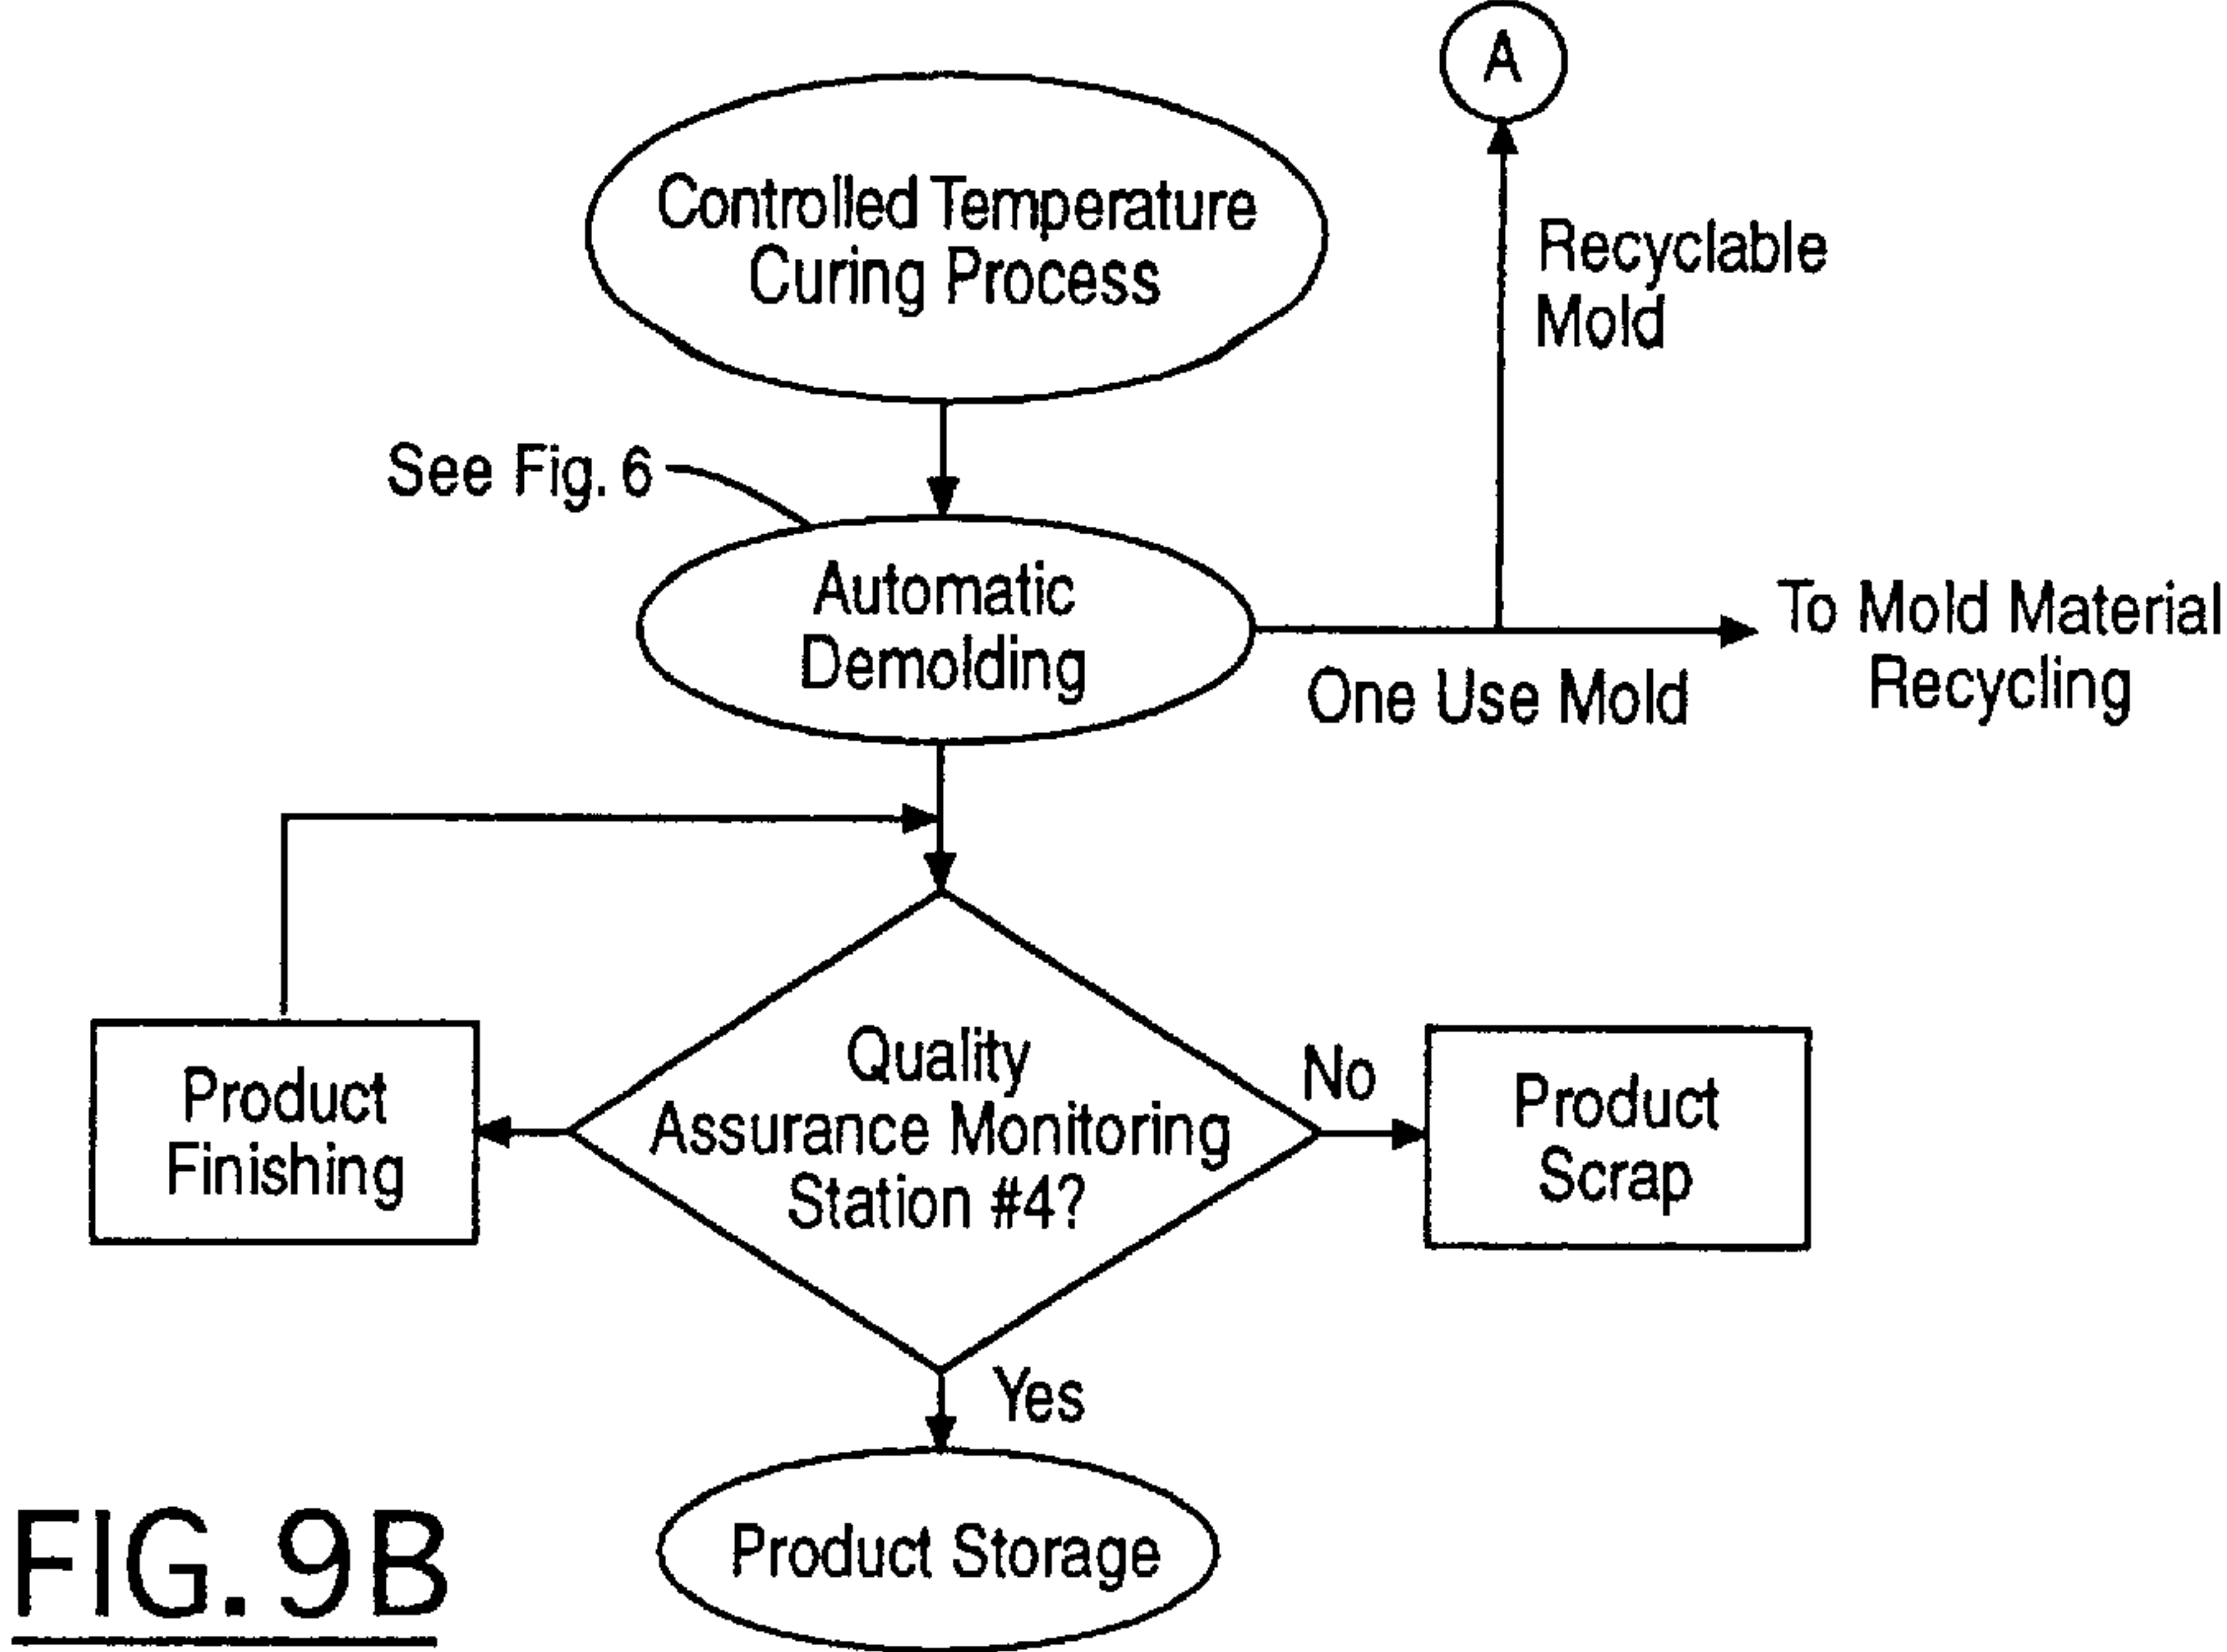 A
Controlled Temperature
Curing Process
Recyclable
Mold
See Fig. 6
Automatic
Demolding
To Mold Material
Recycling
One Use Mold
Product
Finishing
Quality
Assurance Monitoring
Station #4?
No
Product
Scrap
Yes
Product Storage
FIG. 9B